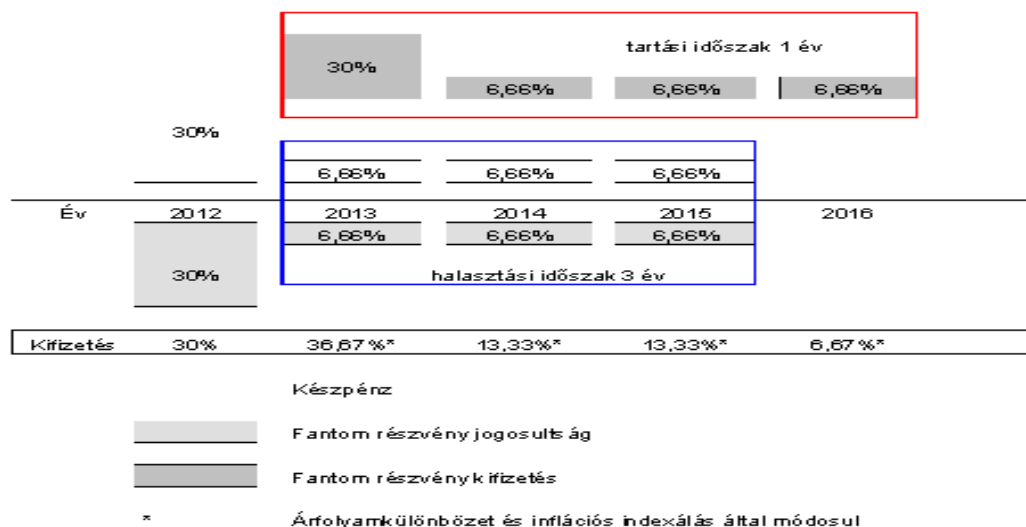 tartási időszak 1 év
30%
6,66% 6,66% 6,66%
30%
6,66% 6,66% 6,66%
Év 2012 2013 2014 2015 2016
6,66% 6,66% 6,66%
30%
halasztási időszak 3 év
Kifizetés 30% 36,67%* 13,33%* 13,33%* 6,67%*
Készpénz
Fantom részvény jogosultság
Fantom részvény kifizetés
* Árfolyamkülönbözet és inflációs indexálás által módosul